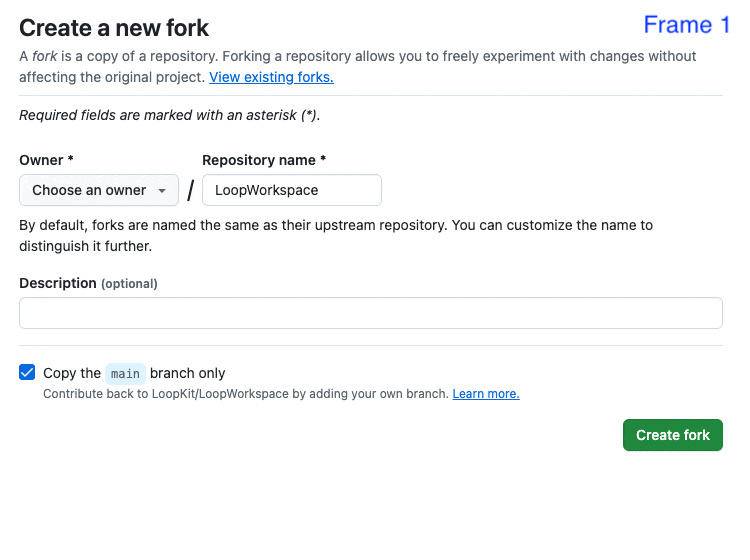 Create a new fork
Frame 1
A fork is a copy of a repository. Forking a repository allows you to freely experiment with changes without
affecting the original project. View existing forks.
Required fields are marked with an asterisk (*).
Owner *
Repository name *
Choose an owner
/
LoopWorkspace
By default, forks are named the same as their upstream repository. You can customize the name to
distinguish it further.
Description (optional)
Copy the main branch only
Contribute back to LoopKit/LoopWorkspace by adding your own branch. Learn more.
Create fork